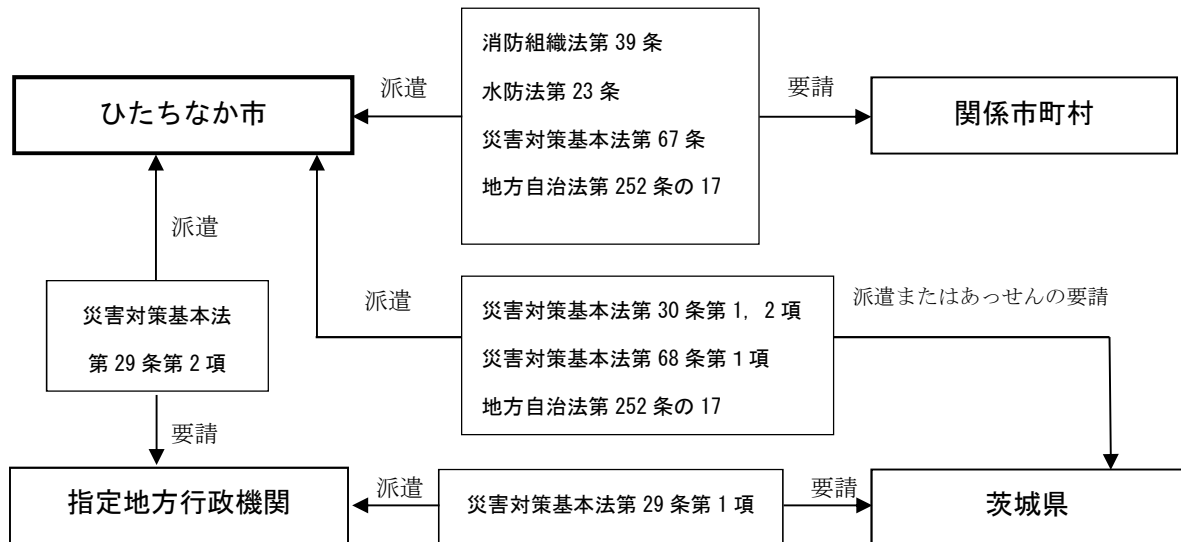 消防組織法第 39 条
水防法第 23 条
災害対策基本法第 67 条
地方自治法第 252 条の 17
派遣
要請
ひたちなか市
関係市町村
派遣
災害対策基本法
第 29 条第 2 項
要請
派遣
災害対策基本法第 30 条第 1，2 項
災害対策基本法第 68 条第 1 項
地方自治法第 252 条の 17
派遣またはあっせんの要請
指定地方行政機関
派遣
災害対策基本法第 29 条第 1 項
要請
茨城県